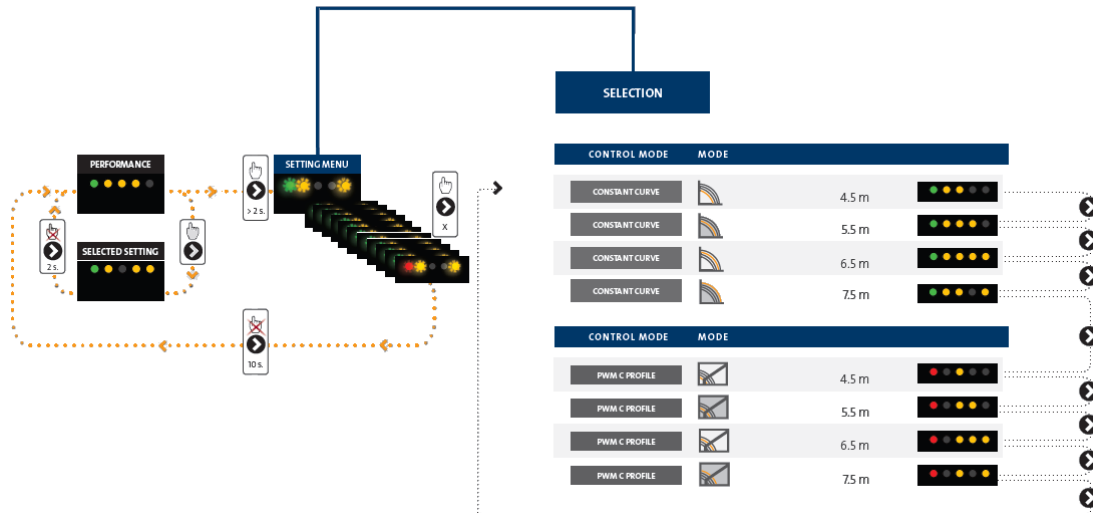 SELECTION
CONTROL MODE MODE
PERFORMANCE
SETTING MENU
> 2 s.
X
CONSTANT CURVE 4.5 m
CONSTANT CURVE 5.5 m
SELECTED SETTING
2 s.
CONSTANT CURVE 6.5 m
CONSTANT CURVE 7.5 m
CONTROL MODE MODE
10 s.
PWM C PROFILE 4.5 m
PWM C PROFILE 5.5 m
PWM C PROFILE 6.5 m
PWM C PROFILE 7.5 m